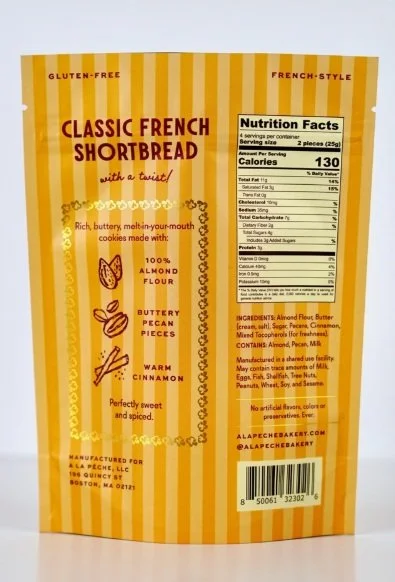 GLUTEN-FREE
FRENCH-STYLE
CLASSIC FRENCH
SHORTBREAD
with a twist!
Rich, buttery, melt-in-your-mouth
cookies made with:
100%
ALMOND
FLOUR
BUTTERY
PECAN
PIECES
WARM
CINNAMON
Perfectly sweet
and spiced.
MANUFACTURED FOR
A LA PÊCHE, LLC
196 QUINCY ST
BOSTON, MA 02121
Nutrition Facts
4 servings per container
Serving size 2 pieces (25g)
Amount Per Serving
Calories 130
% Daily Value*
Total Fat 11g 14%
Saturated Fat 3g 15%
Trans Fat 0g
Cholesterol 10mg %
Sodium 35mg %
Total Carbohydrate 7g %
Dietary Fiber 2g %
Total Sugars 4g
Includes 3g Added Sugars %
Protein 3g
Vitamin D 0mcg 0%
Calcium 40mg 4%
Iron 0.5mg 2%
Potassium 10mg 0%
INGREDIENTS: Almond Flour, Butter
(cream, salt), Sugar, Pecans, Cinnamon,
Mixed Tocopherols (for freshness).
CONTAINS: Almond, Pecan, Milk
Manufactured in a shared use facility.
May contain trace amounts of Milk,
Eggs, Fish, Shellfish, Tree Nuts,
Peanuts, Wheat, Soy, and Sesame.
No artificial flavors, colors or
preservatives. Ever.
ALAPECHEBAKERY.COM
@ALAPECHEBAKERY
8 50061 32302 6